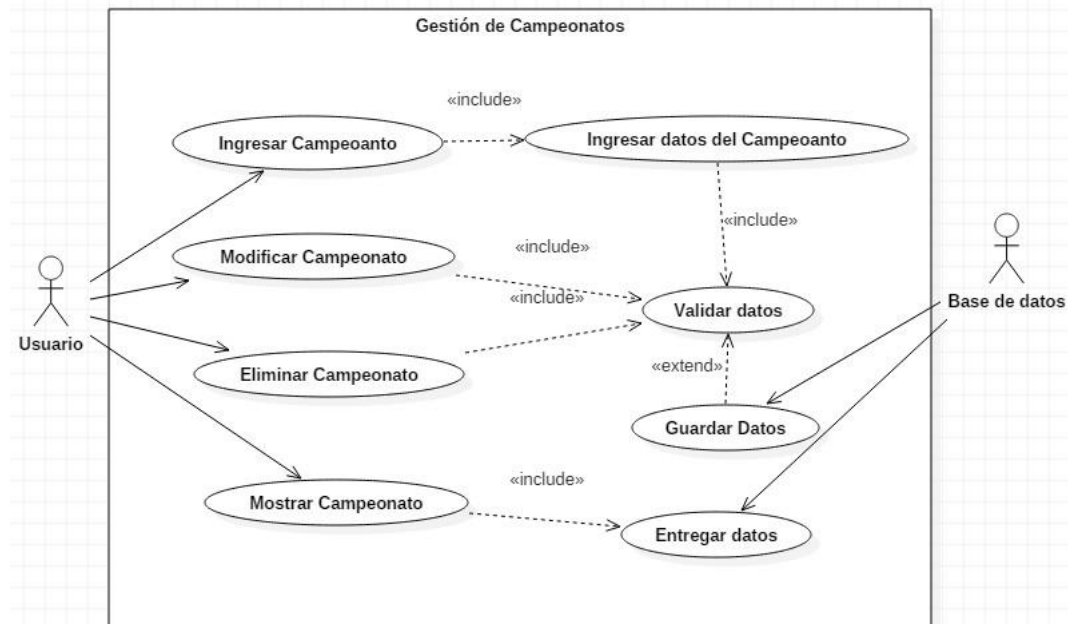 Gestión de Campeonatos
«include»
Ingresar Campeoanto
Ingresar datos del Campeoanto
«include»
Modificar Campeonato
«include»
«include»
Validar datos
Base de datos
Usuario
Eliminar Campeonato
«extend»
Guardar Datos
«include»
Mostrar Campeonato
Entregar datos